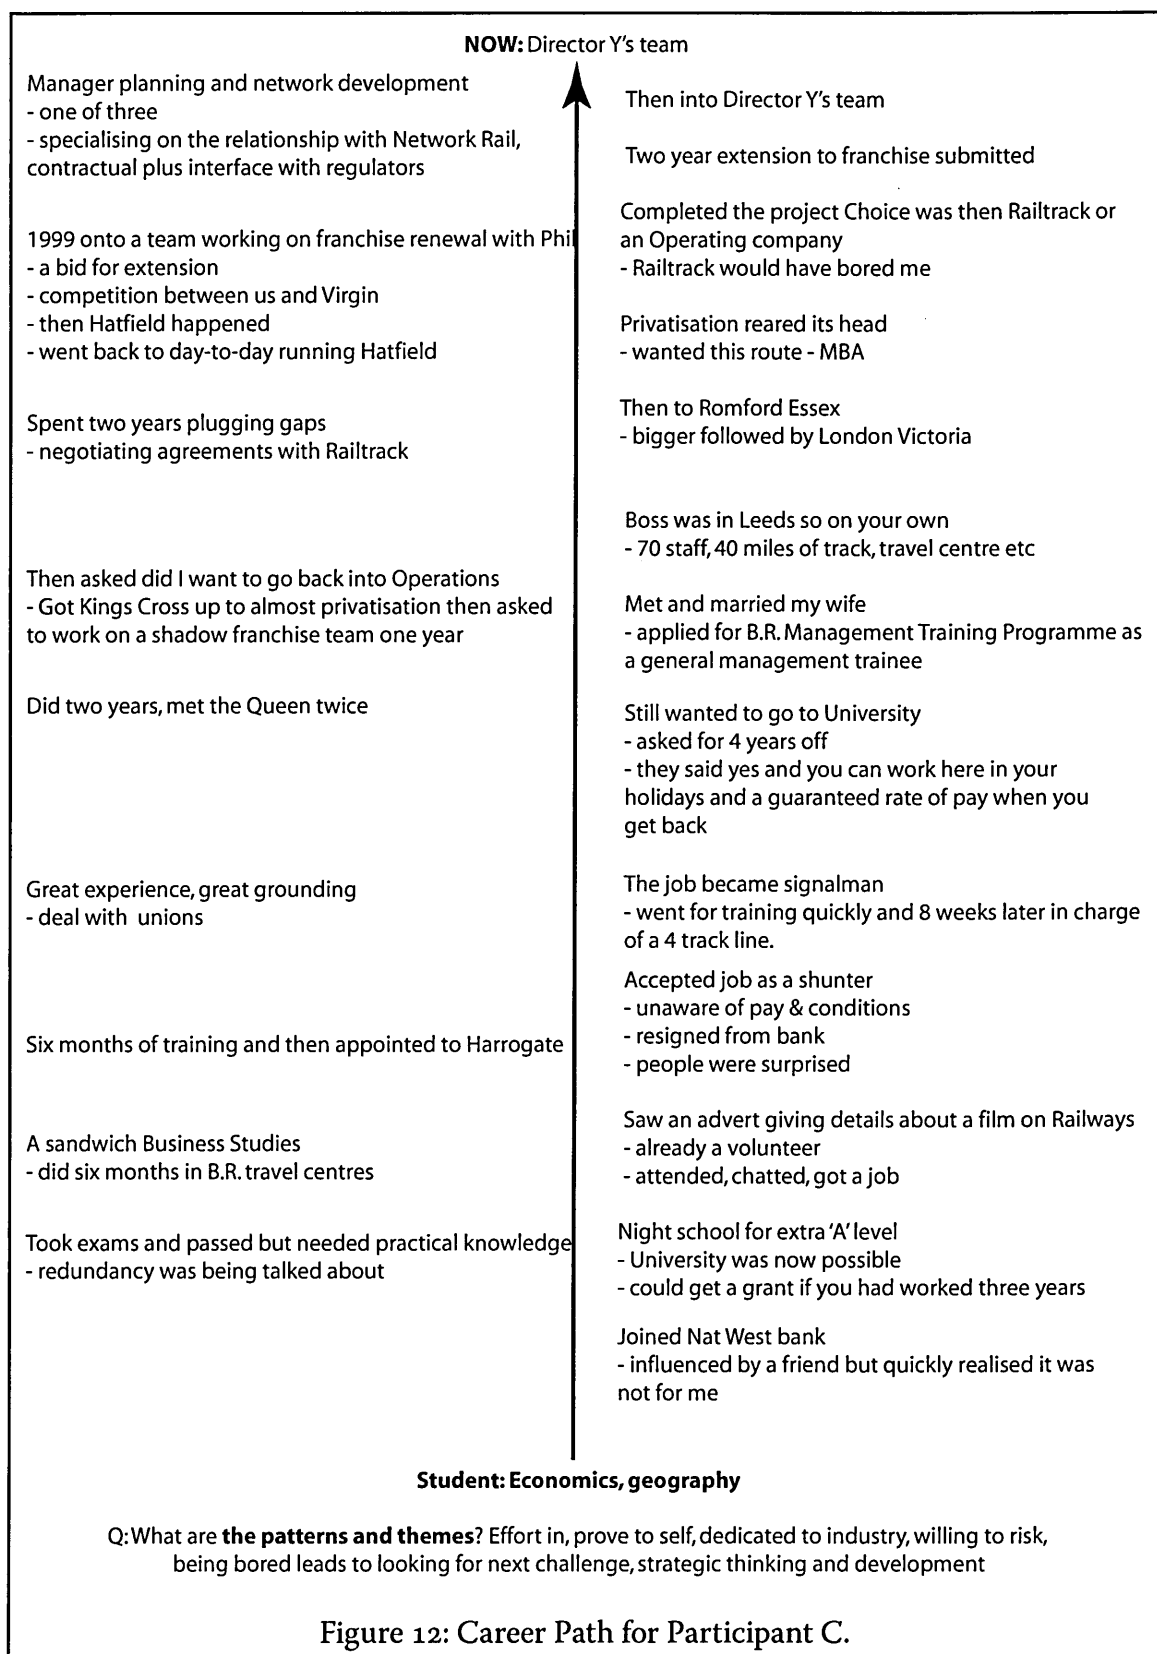 NOW: Director Y's team
Manager planning and network development
- one of three
- specialising on the relationship with Network Rail,
contractual plus interface with regulators
1999 onto a team working on franchise renewal with Phil
- a bid for extension
- competition between us and Virgin
- then Hatfield happened
- went back to day-to-day running Hatfield
Spent two years plugging gaps
- negotiating agreements with Railtrack
Then asked did I want to go back into Operations
- Got Kings Cross up to almost privatisation then asked
to work on a shadow franchise team one year
Did two years, met the Queen twice
Great experience, great grounding
- deal with unions
Six months of training and then appointed to Harrogate
A sandwich Business Studies
- did six months in B.R. travel centres
Took exams and passed but needed practical knowledge
- redundancy was being talked about
Then into Director Y's team
Two year extension to franchise submitted
Completed the project Choice was then Railtrack or
an Operating company
- Railtrack would have bored me
Privatisation reared its head
- wanted this route - MBA
Then to Romford Essex
- bigger followed by London Victoria
Boss was in Leeds so on your own
- 70 staff, 40 miles of track, travel centre etc
Met and married my wife
- applied for B.R. Management Training Programme as
a general management trainee
Still wanted to go to University
- asked for 4 years off
- they said yes and you can work here in your
holidays and a guaranteed rate of pay when you
get back
The job became signalman
- went for training quickly and 8 weeks later in charge
of a 4 track line.
Accepted job as a shunter
- unaware of pay & conditions
- resigned from bank
- people were surprised
Saw an advert giving details about a film on Railways
- already a volunteer
- attended, chatted, got a job
Night school for extra 'A' level
- University was now possible
- could get a grant if you had worked three years
Joined Nat West bank
- influenced by a friend but quickly realised it was
not for me
Student: Economics, geography
Q: What are the patterns and themes? Effort in, prove to self, dedicated to industry, willing to risk,
being bored leads to looking for next challenge, strategic thinking and development
Figure 12: Career Path for Participant C.